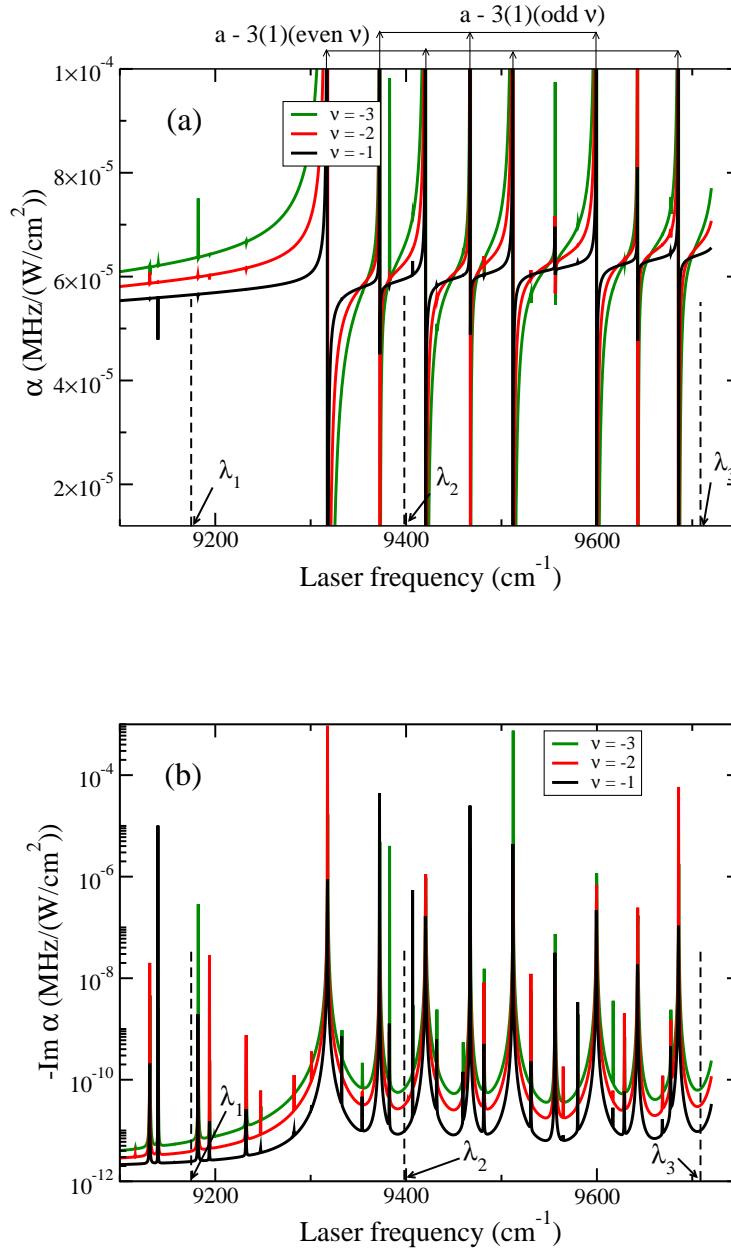 a - 3(1)(odd ν)
a - 3(1)(even ν)
1×10⁻⁴
8×10⁻⁵
6×10⁻⁵
4×10⁻⁵
2×10⁻⁵
α (MHz/(W/cm²))
(a)
ν = -3
ν = -2
ν = -1
λ₁
λ₂
λ₃
9200
9400
9600
Laser frequency (cm⁻¹)
10⁻⁴
10⁻⁶
10⁻⁸
10⁻¹⁰
10⁻¹²
-Im α (MHz/(W/cm²))
(b)
ν = -3
ν = -2
ν = -1
λ₁
λ₂
λ₃
9200
9400
9600
Laser frequency (cm⁻¹)